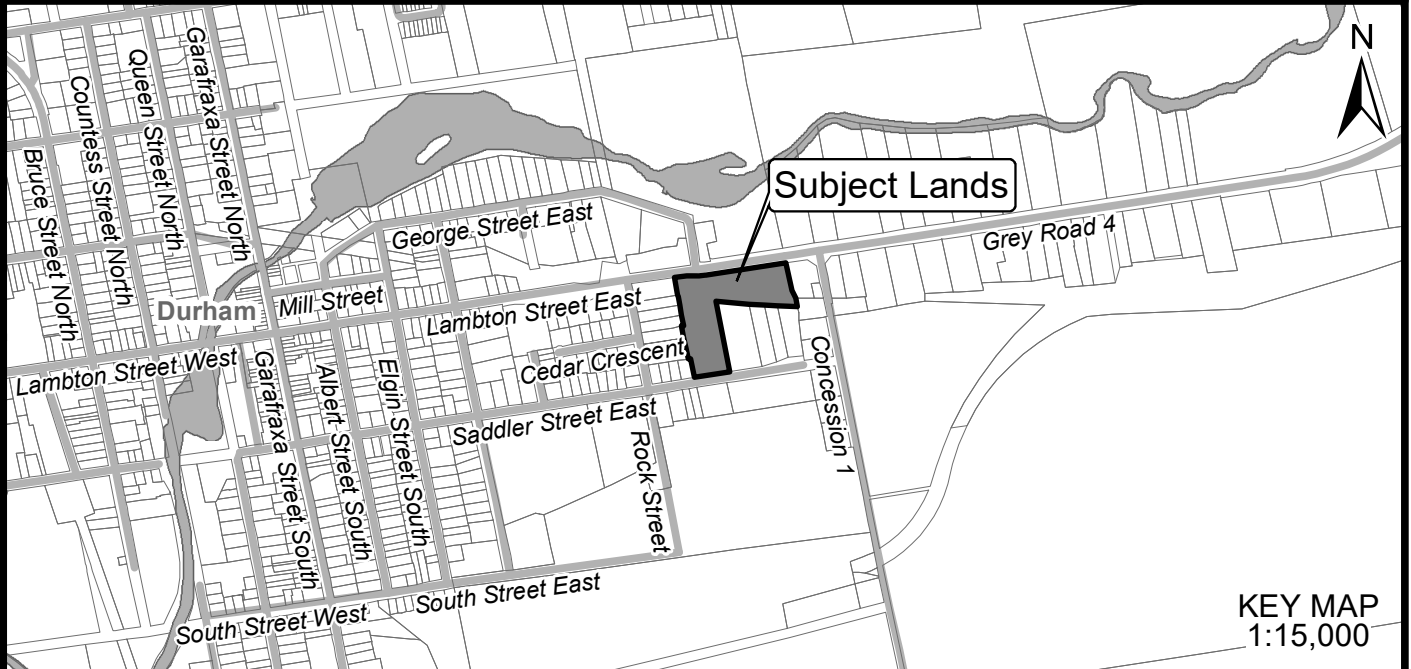 N
Garafraxa Street North
Queen Street North
Countess Street North
Bruce Street North
Subject Lands
George Street East
Grey Road 4
Mill Street
Durham
Lambton Street East
Lambton Street West
Cedar Crescent
Concession 1
Garafraxa Street South
Albert Street South
Elgin Street South
Saddler Street East
Rock Street
South Street East
South Street West
KEY MAP
1:15,000